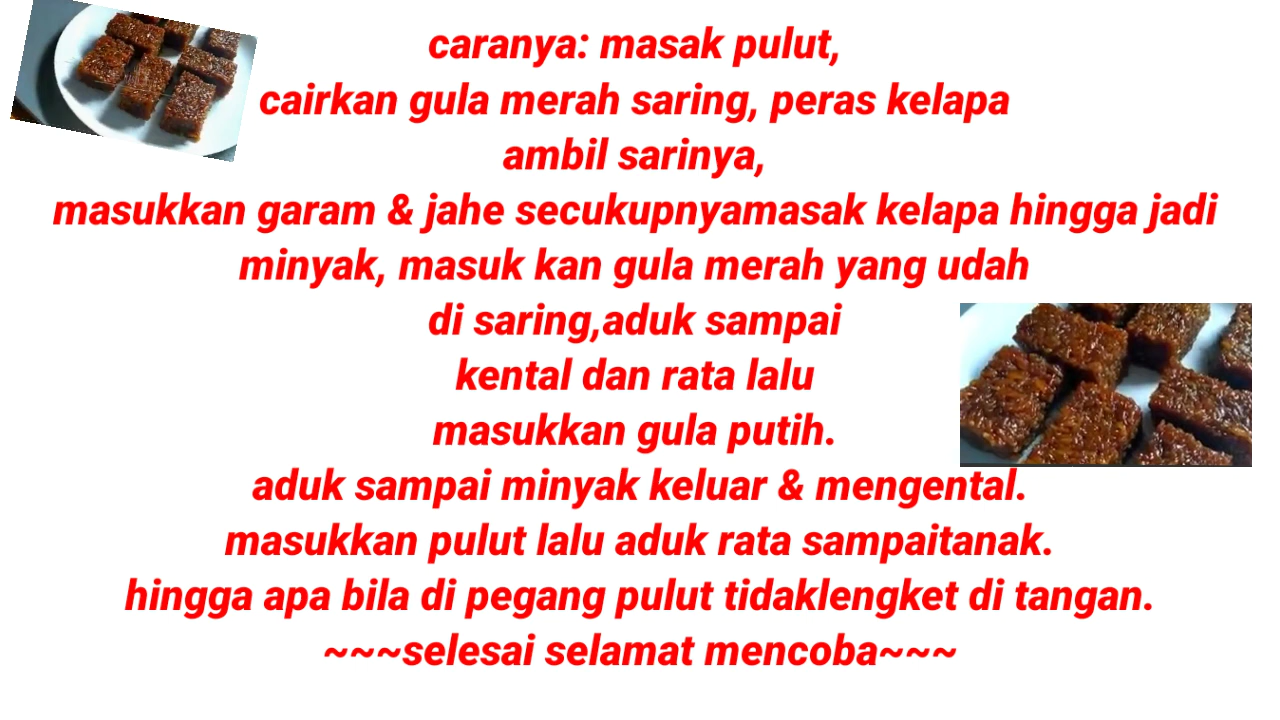 caranya: masak pulut,
cairkan gula merah saring, peras kelapa
ambil sarinya,
masukkan garam & jahe secukupnyamasak kelapa hingga jadi
minyak, masuk kan gula merah yang udah
di saring,aduk sampai
kental dan rata lalu
masukkan gula putih.
aduk sampai minyak keluar & mengental.
masukkan pulut lalu aduk rata sampaitanak.
hingga apa bila di pegang pulut tidaklengket di tangan.
~~~selesai selamat mencoba~~~